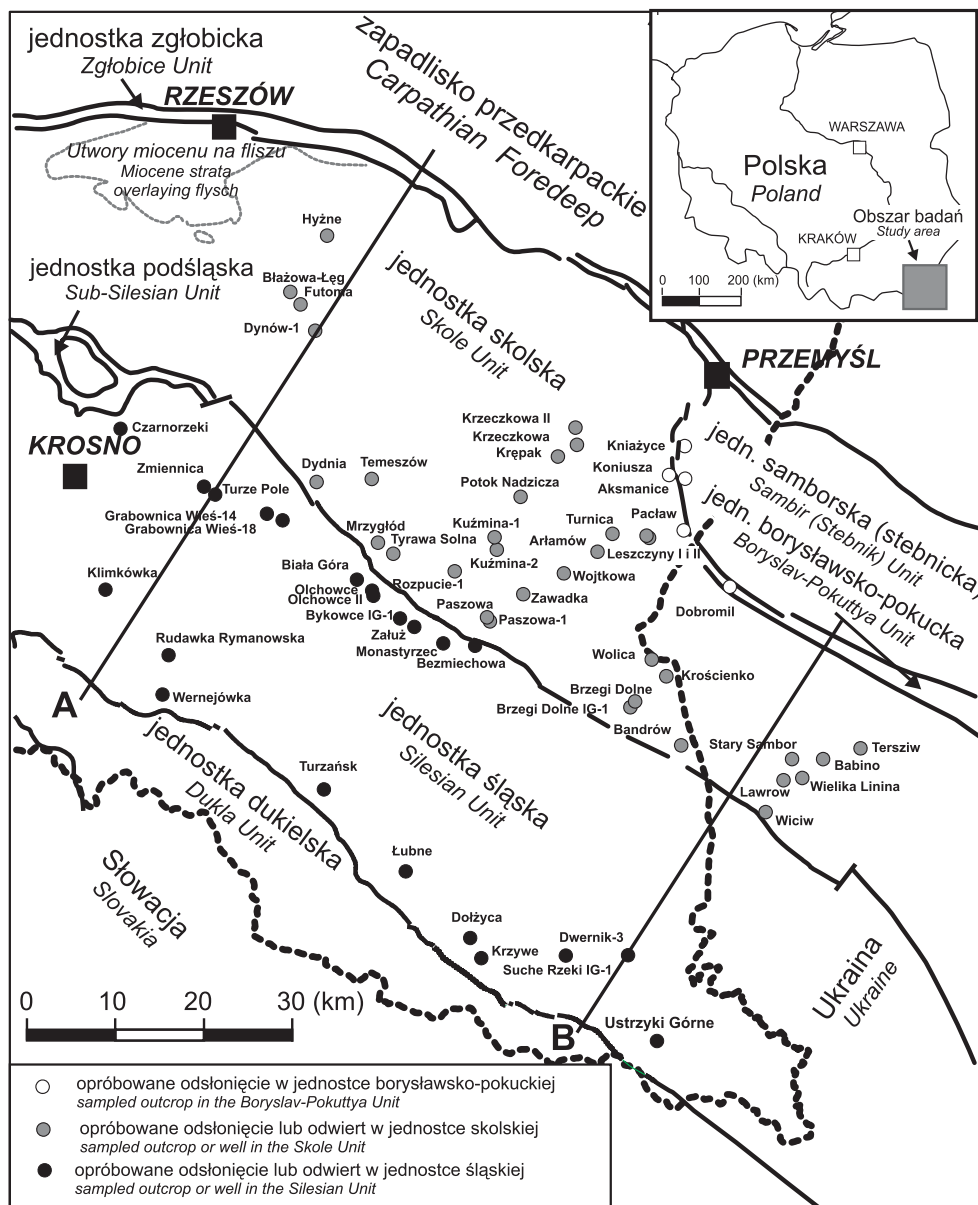 jednostka zgłobicka
Zgłobice Unit
RZESZÓW
Utwory miocenu na fliszu
Miocene strata
overlaying flysch
zapadlisko przedkarpackie
Carpathian Foredeep
WARSZAWA
Polska
Poland
Obszar badań
Study area
KRAKÓW
0 100 200 (km)
Hyżne
jednostka podśląska
Sub-Silesian Unit
Błażowa-Łęg
Futoma
Dynów-1
jednostka skolska
Skole Unit
PRZEMYŚL
Czarnorzeki
KROSNO
Zmiennica
Turze Pole
Grabownica Wieś-14
Grabownica Wieś-18
Dydnia
Temeszów
Krzeczkowa II
Krzeczkowa
Krępak
Potok Nadzicza
Kniażyce
Koniusza
Aksmanice
jedn. samborska (stebnicka)
Sambir (Stebnik) Unit
jedn. borysławsko-pokucka
Boryslav-Pokuttya Unit
Mrzygłód
Tyrawa Solna
Kuźmina-1
Kuźmina-2
Turnica
Pacław
Arłamów
Leszczyny I i II
Klimkówka
Biała Góra
Olchowce
Olchowce II
Bykowce IG-1
Rozpucie-1
Wojtkowa
Zawadka
Dobromil
Załuż
Monastyrzec
Bezmiechowa
Paszowa
Paszowa-1
Rudawka Rymanowska
Wernejówka
A
Wolica
Krościenko
Brzegi Dolne
Brzegi Dolne IG-1
Bandrów
Stary Sambor
Tersziw
Babino
Lawrow
Wielika Linina
Wiciw
jednostka śląska
Silesian Unit
jednostka dukielska
Dukla Unit
Turzańsk
Łubne
Słowacja
Slovakia
Dołżyca
Krzywe
Dwernik-3
Suche Rzeki IG-1
Ukraina
Ukraine
0 10 20 30 (km)
B
Ustrzyki Górne
opróbowane odsłonięcie w jednostce borysławsko-pokuckiej
sampled outcrop in the Boryslav-Pokuttya Unit
opróbowane odsłonięcie lub odwiert w jednostce skolskiej
sampled outcrop or well in the Skole Unit
opróbowane odsłonięcie lub odwiert w jednostce śląskiej
sampled outcrop or well in the Silesian Unit